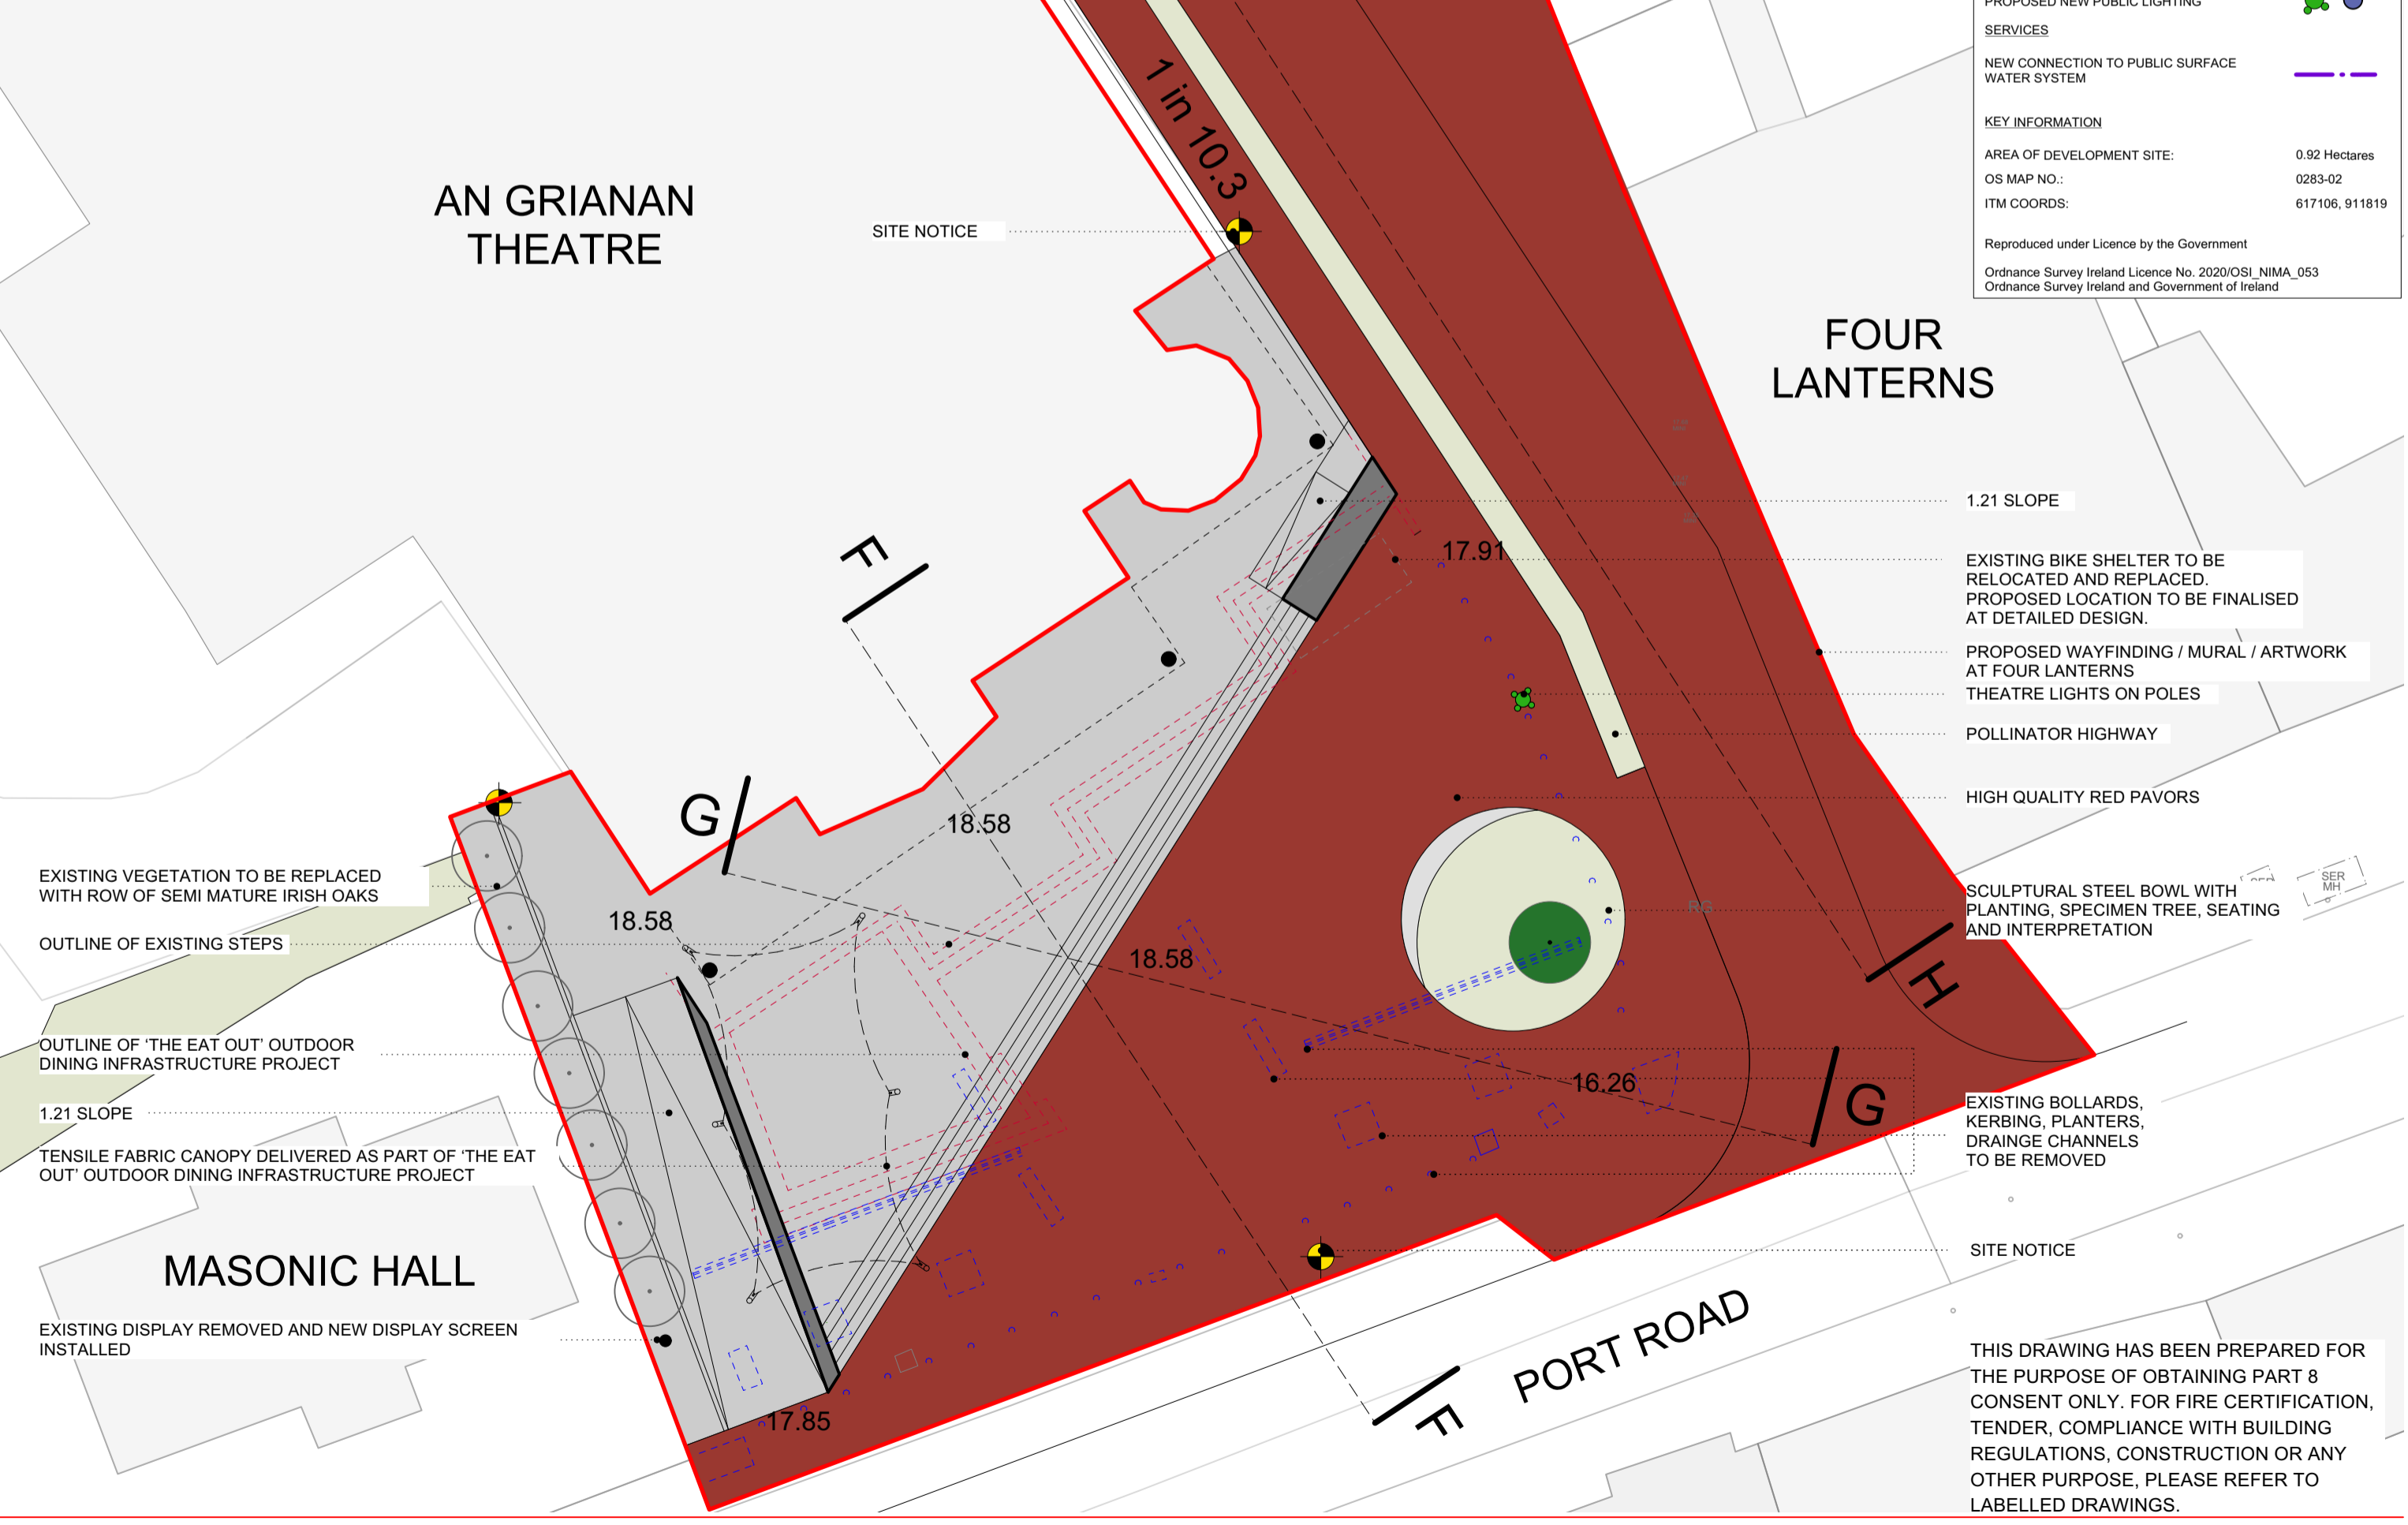 PROPOSED NEW PUBLIC LIGHTING
SERVICES
NEW CONNECTION TO PUBLIC SURFACE
WATER SYSTEM
KEY INFORMATION
AREA OF DEVELOPMENT SITE: 0.92 Hectares
OS MAP NO.: 0283-02
ITM COORDS: 617106, 911819
Reproduced under Licence by the Government
Ordnance Survey Ireland Licence No. 2020/OSI_NIMA_053
Ordnance Survey Ireland and Government of Ireland
1 in 10.3
AN GRIANAN
THEATRE
SITE NOTICE
FOUR
LANTERNS
1.21 SLOPE
17.91
EXISTING BIKE SHELTER TO BE
RELOCATED AND REPLACED.
PROPOSED LOCATION TO BE FINALISED
AT DETAILED DESIGN.
PROPOSED WAYFINDING / MURAL / ARTWORK
AT FOUR LANTERNS
THEATRE LIGHTS ON POLES
POLLINATOR HIGHWAY
HIGH QUALITY RED PAVORS
F
G
18.58
18.58
18.58
RG
SER
MH
SCULPTURAL STEEL BOWL WITH
PLANTING, SPECIMEN TREE, SEATING
AND INTERPRETATION
H
16.26
G
EXISTING BOLLARDS,
KERBING, PLANTERS,
DRAINGE CHANNELS
TO BE REMOVED
SITE NOTICE
EXISTING VEGETATION TO BE REPLACED
WITH ROW OF SEMI MATURE IRISH OAKS
OUTLINE OF EXISTING STEPS
OUTLINE OF ‘THE EAT OUT’ OUTDOOR
DINING INFRASTRUCTURE PROJECT
1.21 SLOPE
TENSILE FABRIC CANOPY DELIVERED AS PART OF ‘THE EAT
OUT’ OUTDOOR DINING INFRASTRUCTURE PROJECT
MASONIC HALL
EXISTING DISPLAY REMOVED AND NEW DISPLAY SCREEN
INSTALLED
17.85
F
PORT ROAD
THIS DRAWING HAS BEEN PREPARED FOR
THE PURPOSE OF OBTAINING PART 8
CONSENT ONLY. FOR FIRE CERTIFICATION,
TENDER, COMPLIANCE WITH BUILDING
REGULATIONS, CONSTRUCTION OR ANY
OTHER PURPOSE, PLEASE REFER TO
LABELLED DRAWINGS.